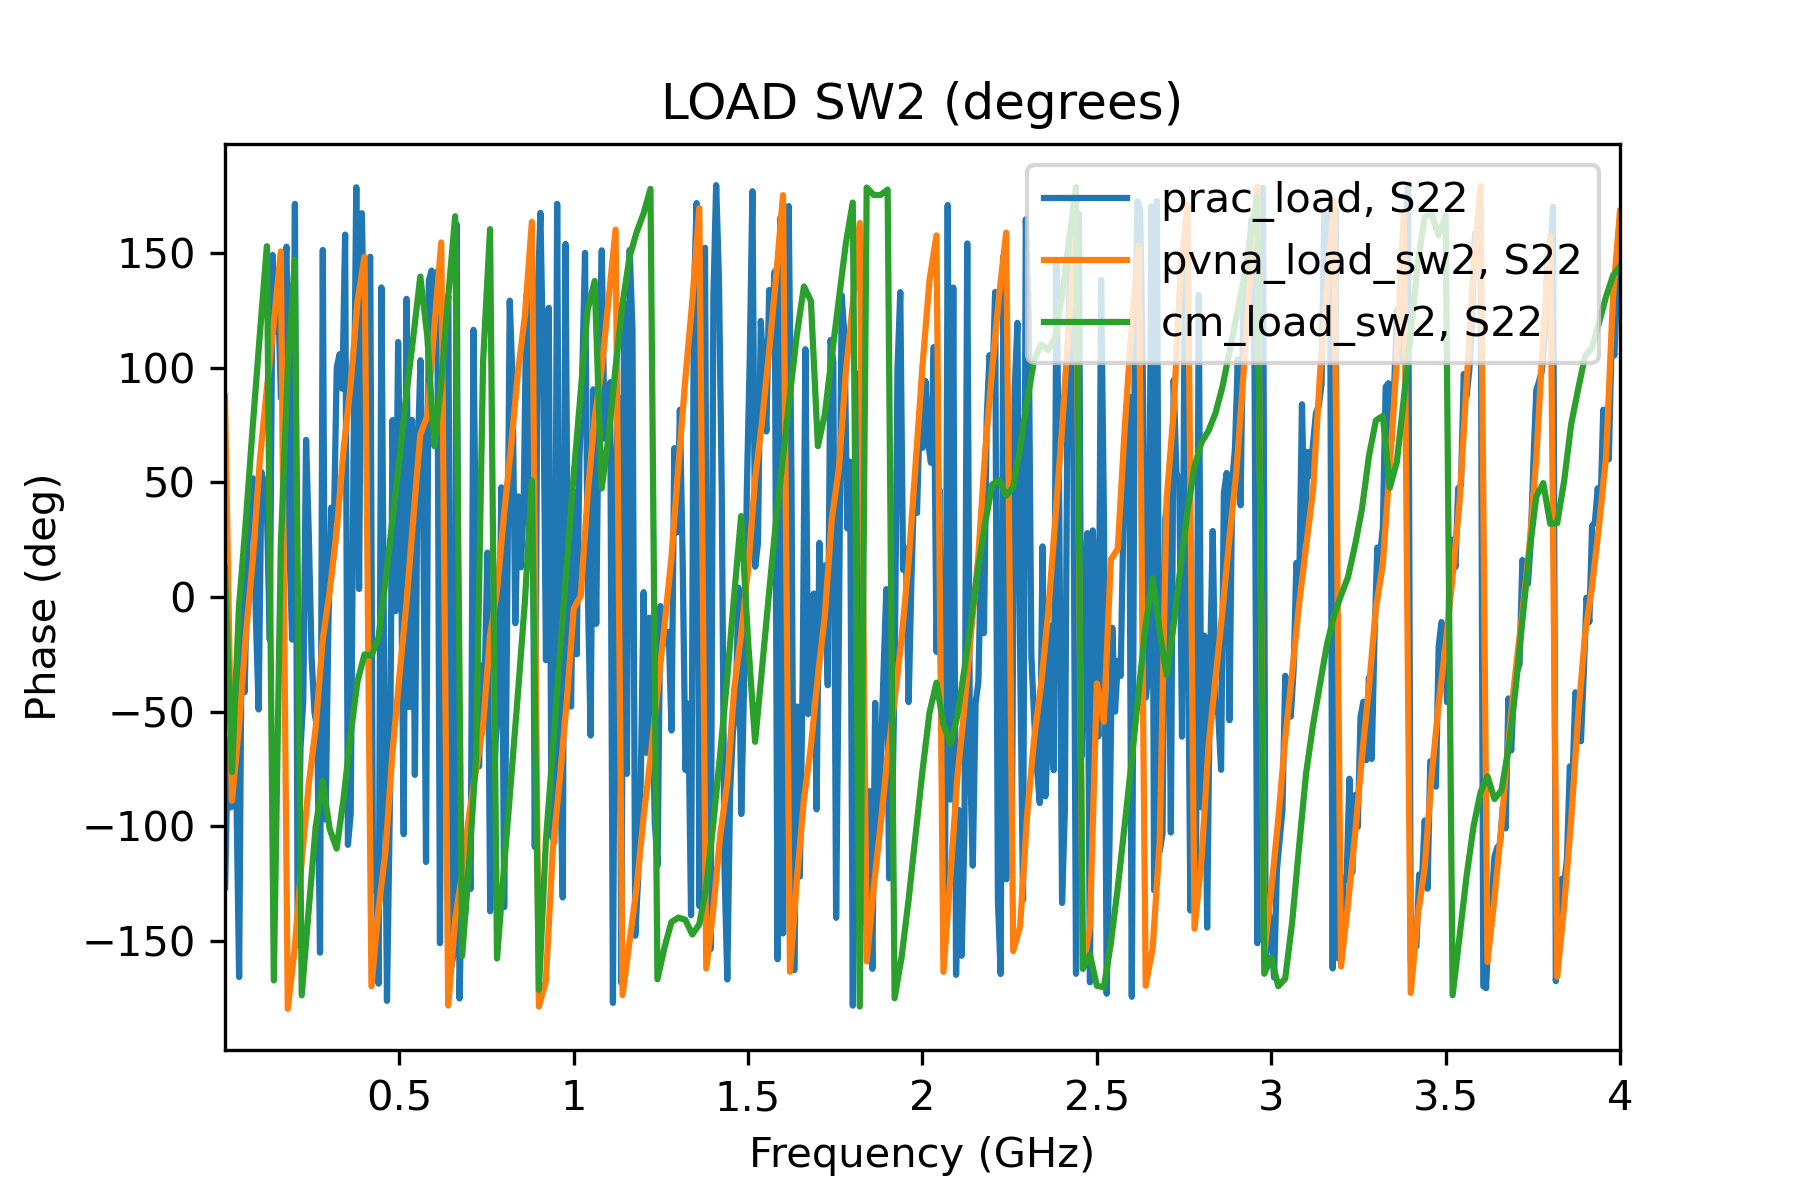 LOAD SW2 (degrees)
prac_load, S22
pvna_load_sw2, S22
cm_load_sw2, S22
Phase (deg)
150
100
50
0
−50
−100
−150
0.5
1
1.5
2
2.5
3
3.5
4
Frequency (GHz)